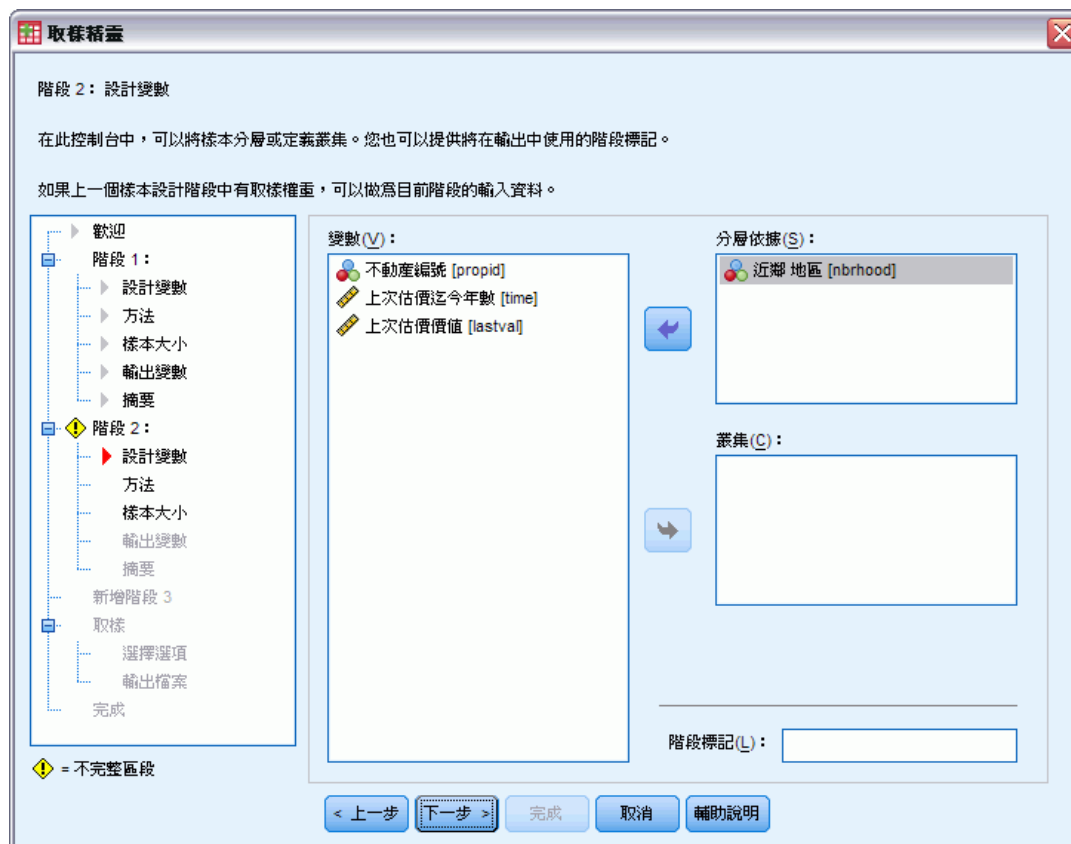 取樣精靈
階段 2：設計變數
在此控制台中，可以將樣本分層或定義叢集。您也可以提供將在輸出中使用的階段標記。
如果上一個樣本設計階段中有取樣權重，可以做為目前階段的輸入資料。
歡迎
階段 1：
設計變數
方法
樣本大小
輸出變數
摘要
階段 2：
設計變數
方法
樣本大小
輸出變數
摘要
新增階段 3
取樣
選擇選項
輸出檔案
完成
= 不完整區段
變數(V)：
不動產編號 [propid]
上次估價迄今年數 [time]
上次估價價值 [lastval]
分層依據(S)：
近鄰 地區 [nbrhood]
叢集(C)：
階段標記(L)：
< 上一步
下一步 >
完成
取消
輔助說明